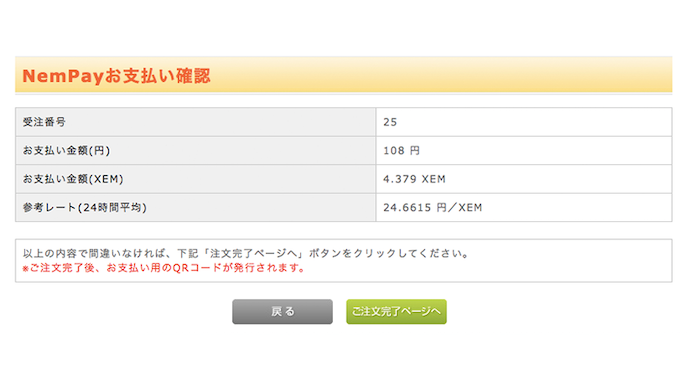 NemPayお支払い確認
受注番号 25
お支払い金額(円) 108 円
お支払い金額(XEM) 4.379 XEM
参考レート(24時間平均) 24.6615 円／XEM
以上の内容で間違いなければ、下記「注文完了ページへ」ボタンをクリックしてください。
※ご注文完了後、お支払い用のQRコードが発行されます。
戻る ご注文完了ページへ